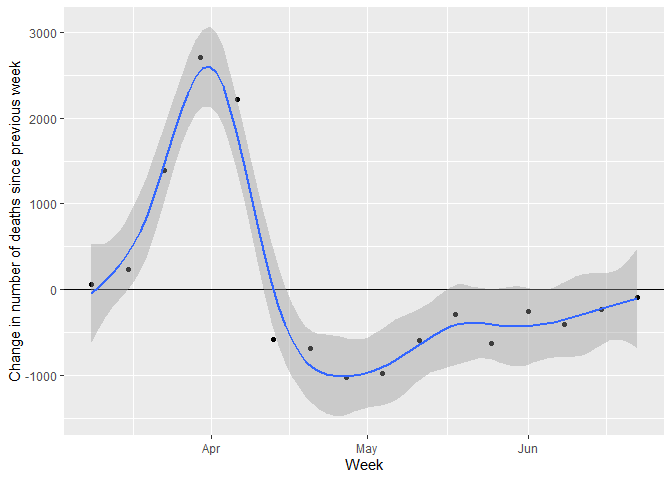 Change in number of deaths since previous week
3000
2000
1000
0
-1000
Apr
May
Jun
Week